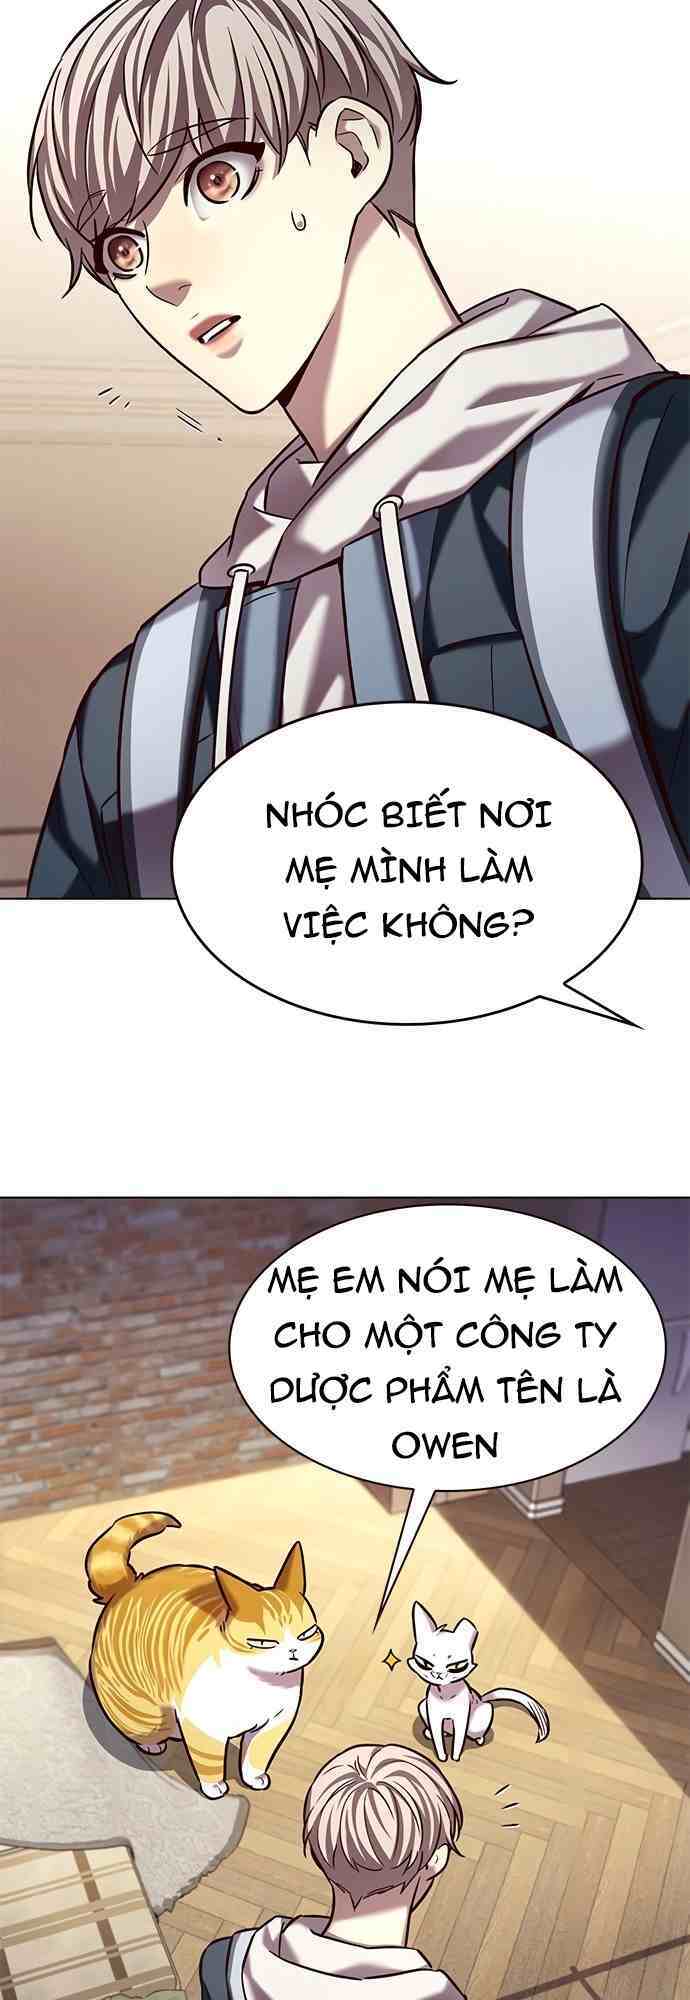 NHÓC BIẾT NƠI
MẸ MÌNH LÀM
VIỆC KHÔNG?
MẸ EM NÓI MẸ LÀM
CHO MỘT CÔNG TY
DƯỢC PHẨM TÊN LÀ
OWEN